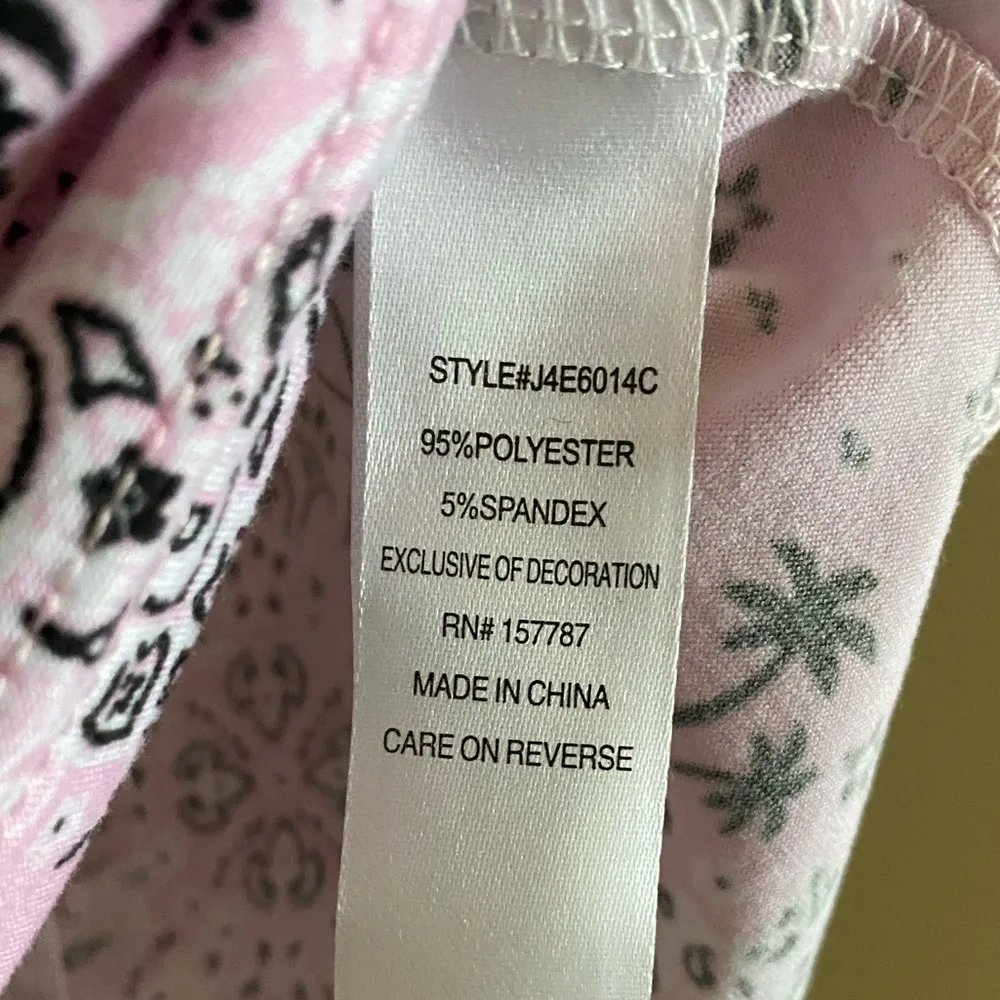 STYLE#J4E6014C
95%POLYESTER
5%SPANDEX
EXCLUSIVE OF DECORATION
RN# 157787
MADE IN CHINA
CARE ON REVERSE